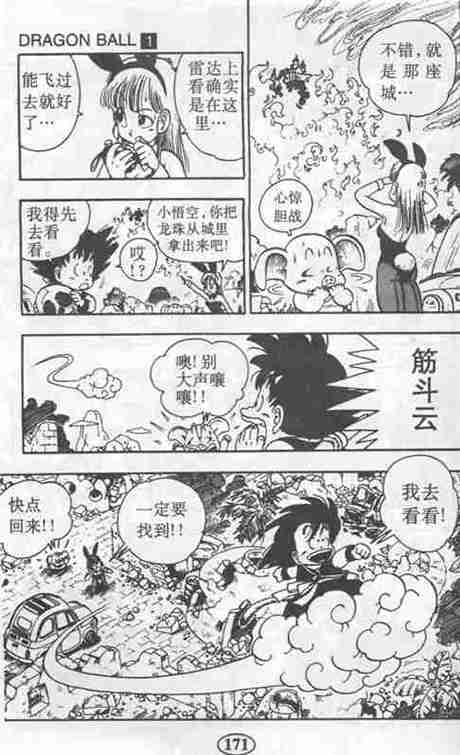 DRAGON BALL 1
不错，就
是那座
城…
心惊
胆战
雷达上
看确实
是在这
里…
能飞过
去就好
了…
小悟空，你把
龙珠从城里
拿出来吧!
哎
!?
我得先
去看
看。
筋斗云
噢!别
大声嚷
嚷!!
我去
看看!
一定要
找到!!
快点
回来!!
171